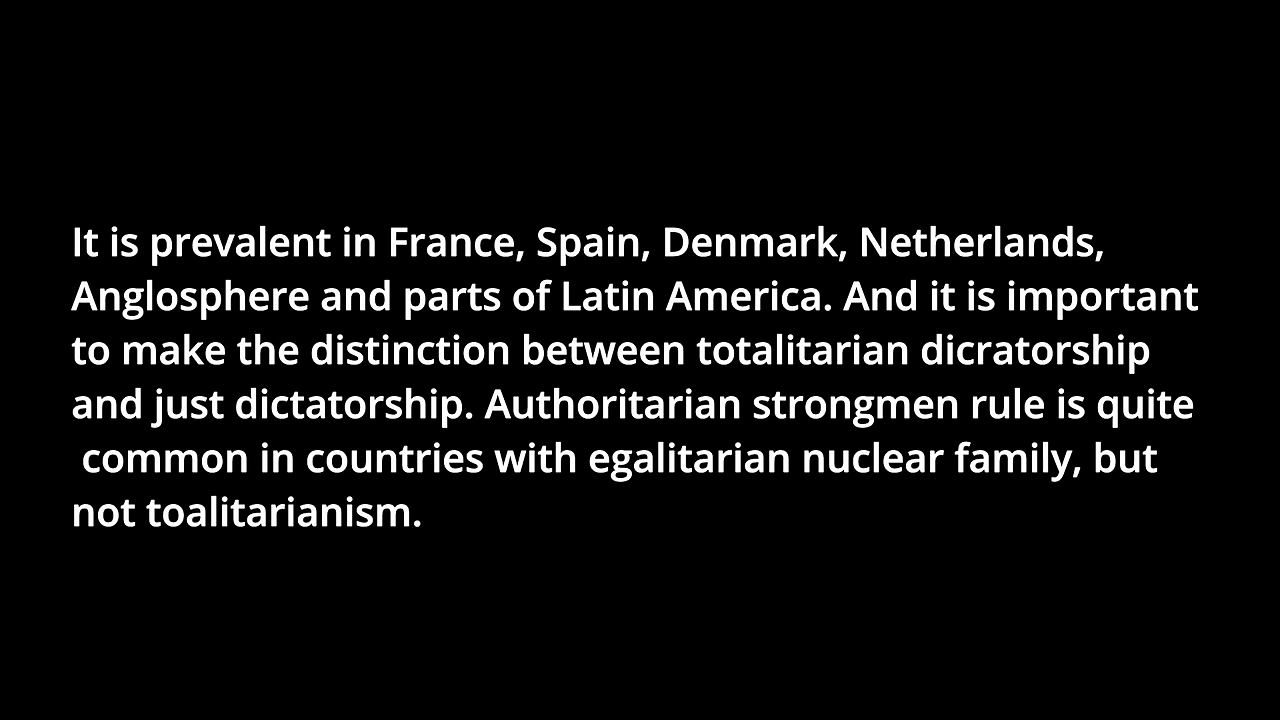 It is prevalent in France, Spain, Denmark, Netherlands,
Anglosphere and parts of Latin America. And it is important
to make the distinction between totalitarian dicratorship
and just dictatorship. Authoritarian strongmen rule is quite
common in countries with egalitarian nuclear family, but
not toalitarianism.